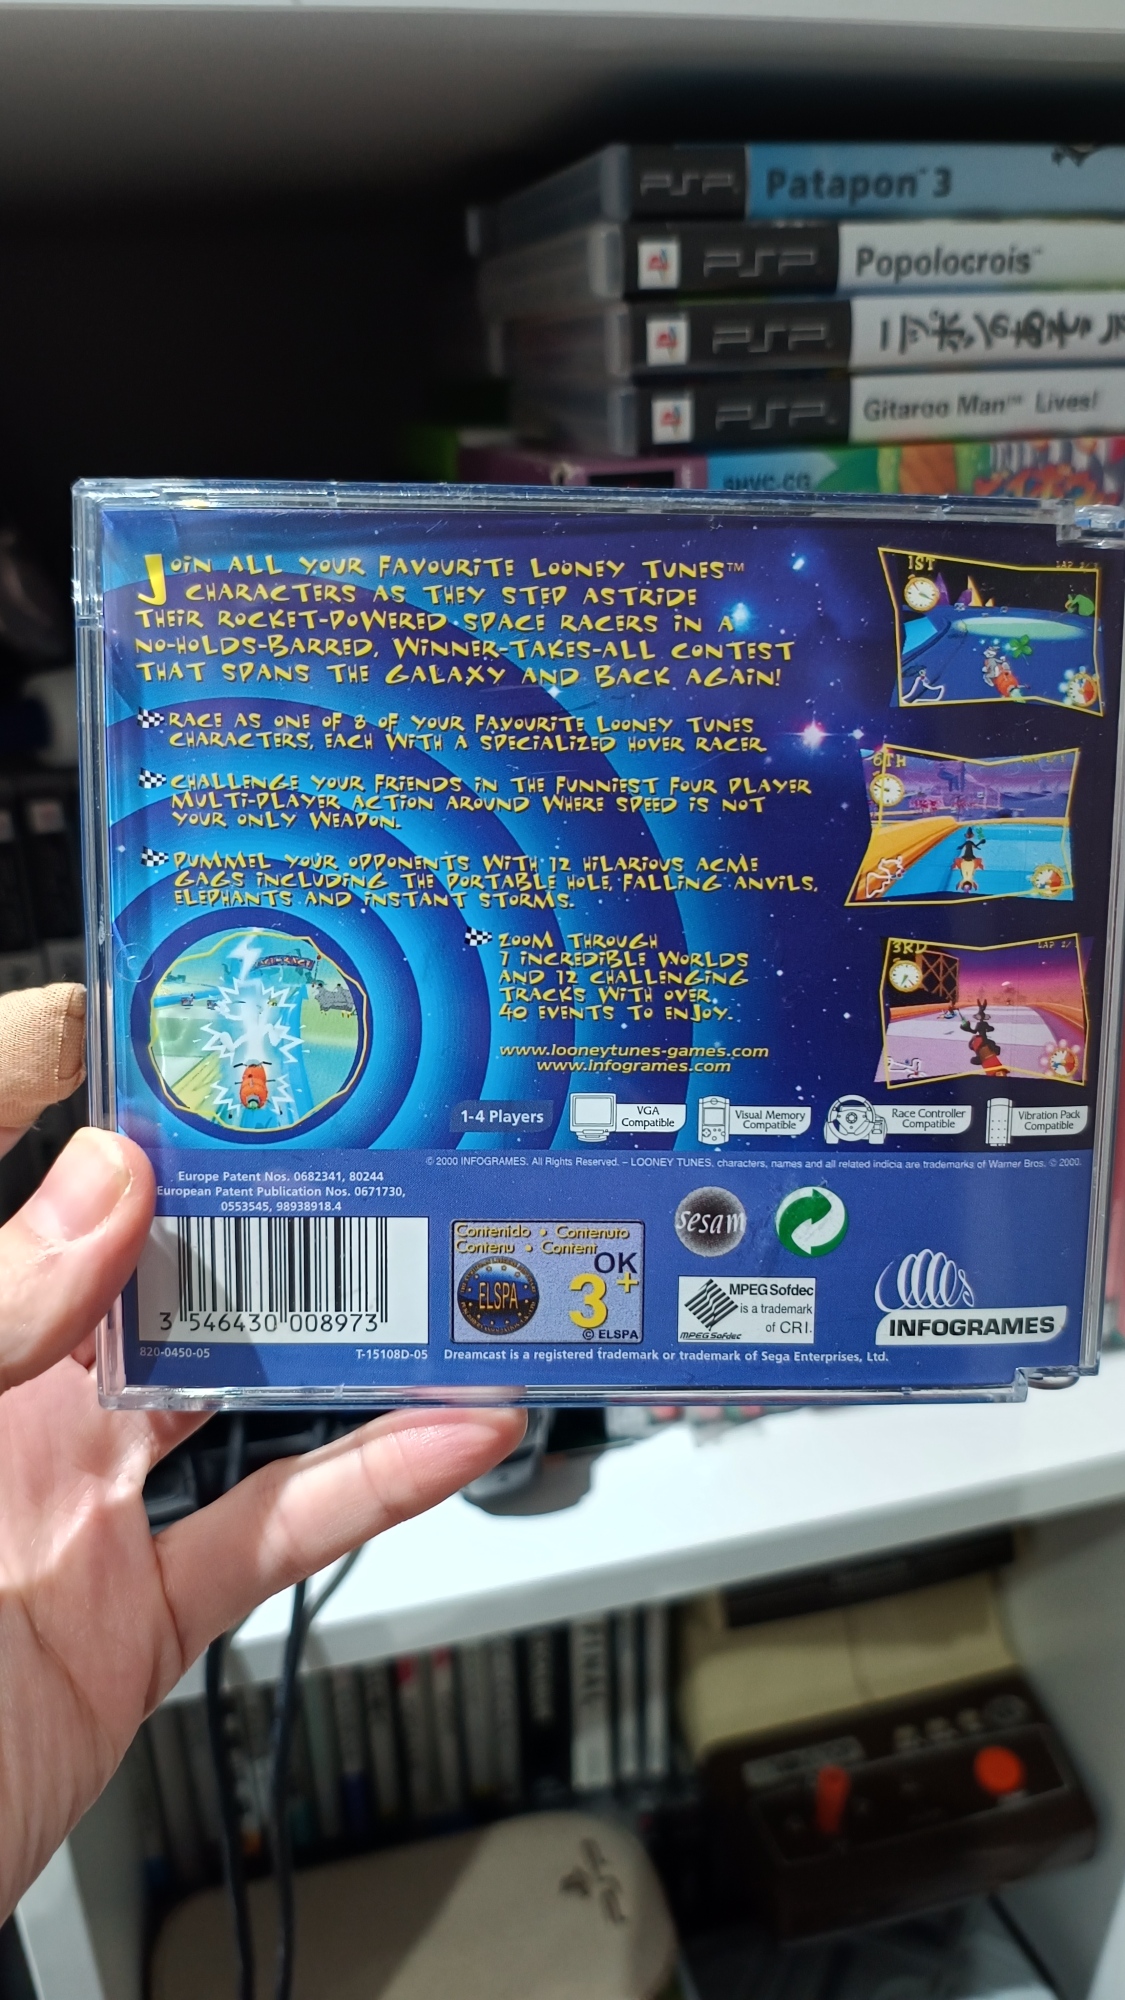 PSP Patapon™ 3
PSP Popolocrois™
PSP
PSP Gitaroo Man™ Lives!
SHVC-CG
JOIN ALL YOUR FAVOURITE LOONEY TUNES™
CHARACTERS AS THEY STEP ASTRIDE
THEIR ROCKET-POWERED SPACE RACERS IN A
NO-HOLDS-BARRED, WINNER-TAKES-ALL CONTEST
THAT SPANS THE GALAXY AND BACK AGAIN!
RACE AS ONE OF 8 OF YOUR FAVOURITE LOONEY TUNES
CHARACTERS, EACH WITH A SPECIALIZED HOVER RACER.
CHALLENGE YOUR FRIENDS IN THE FUNNIEST FOUR PLAYER
MULTI-PLAYER ACTION AROUND WHERE SPEED IS NOT
YOUR ONLY WEAPON.
PUMMEL YOUR OPPONENTS WITH 12 HILARIOUS ACME
GAGS INCLUDING THE PORTABLE HOLE, FALLING ANVILS,
ELEPHANTS AND INSTANT STORMS.
ZOOM THROUGH
7 INCREDIBLE WORLDS
AND 12 CHALLENGING
TRACKS WITH OVER
40 EVENTS TO ENJOY.
www.looneytunes-games.com
www.infogrames.com
1ST
6TH
3RD LAP
1-4 Players
VGA
Compatible
Visual Memory
Compatible
Race Controller
Compatible
Vibration Pack
Compatible
© 2000 INFOGRAMES. All Rights Reserved. – LOONEY TUNES, characters, names and all related indicia are trademarks of Warner Bros. © 2000.
Europe Patent Nos. 0682341, 80244
European Patent Publication Nos. 0671730,
0553545, 98938918.4
3 546430 008973
820-0450-05 T-15108D-05
Contenido • Contenuto
Contenu • Content
OK
ELSPA
3+
© ELSPA
sesam
MPEG Sofdec
is a trademark
of CRI.
MPEG Sofdec
INFOGRAMES
Dreamcast is a registered trademark or trademark of Sega Enterprises, Ltd.